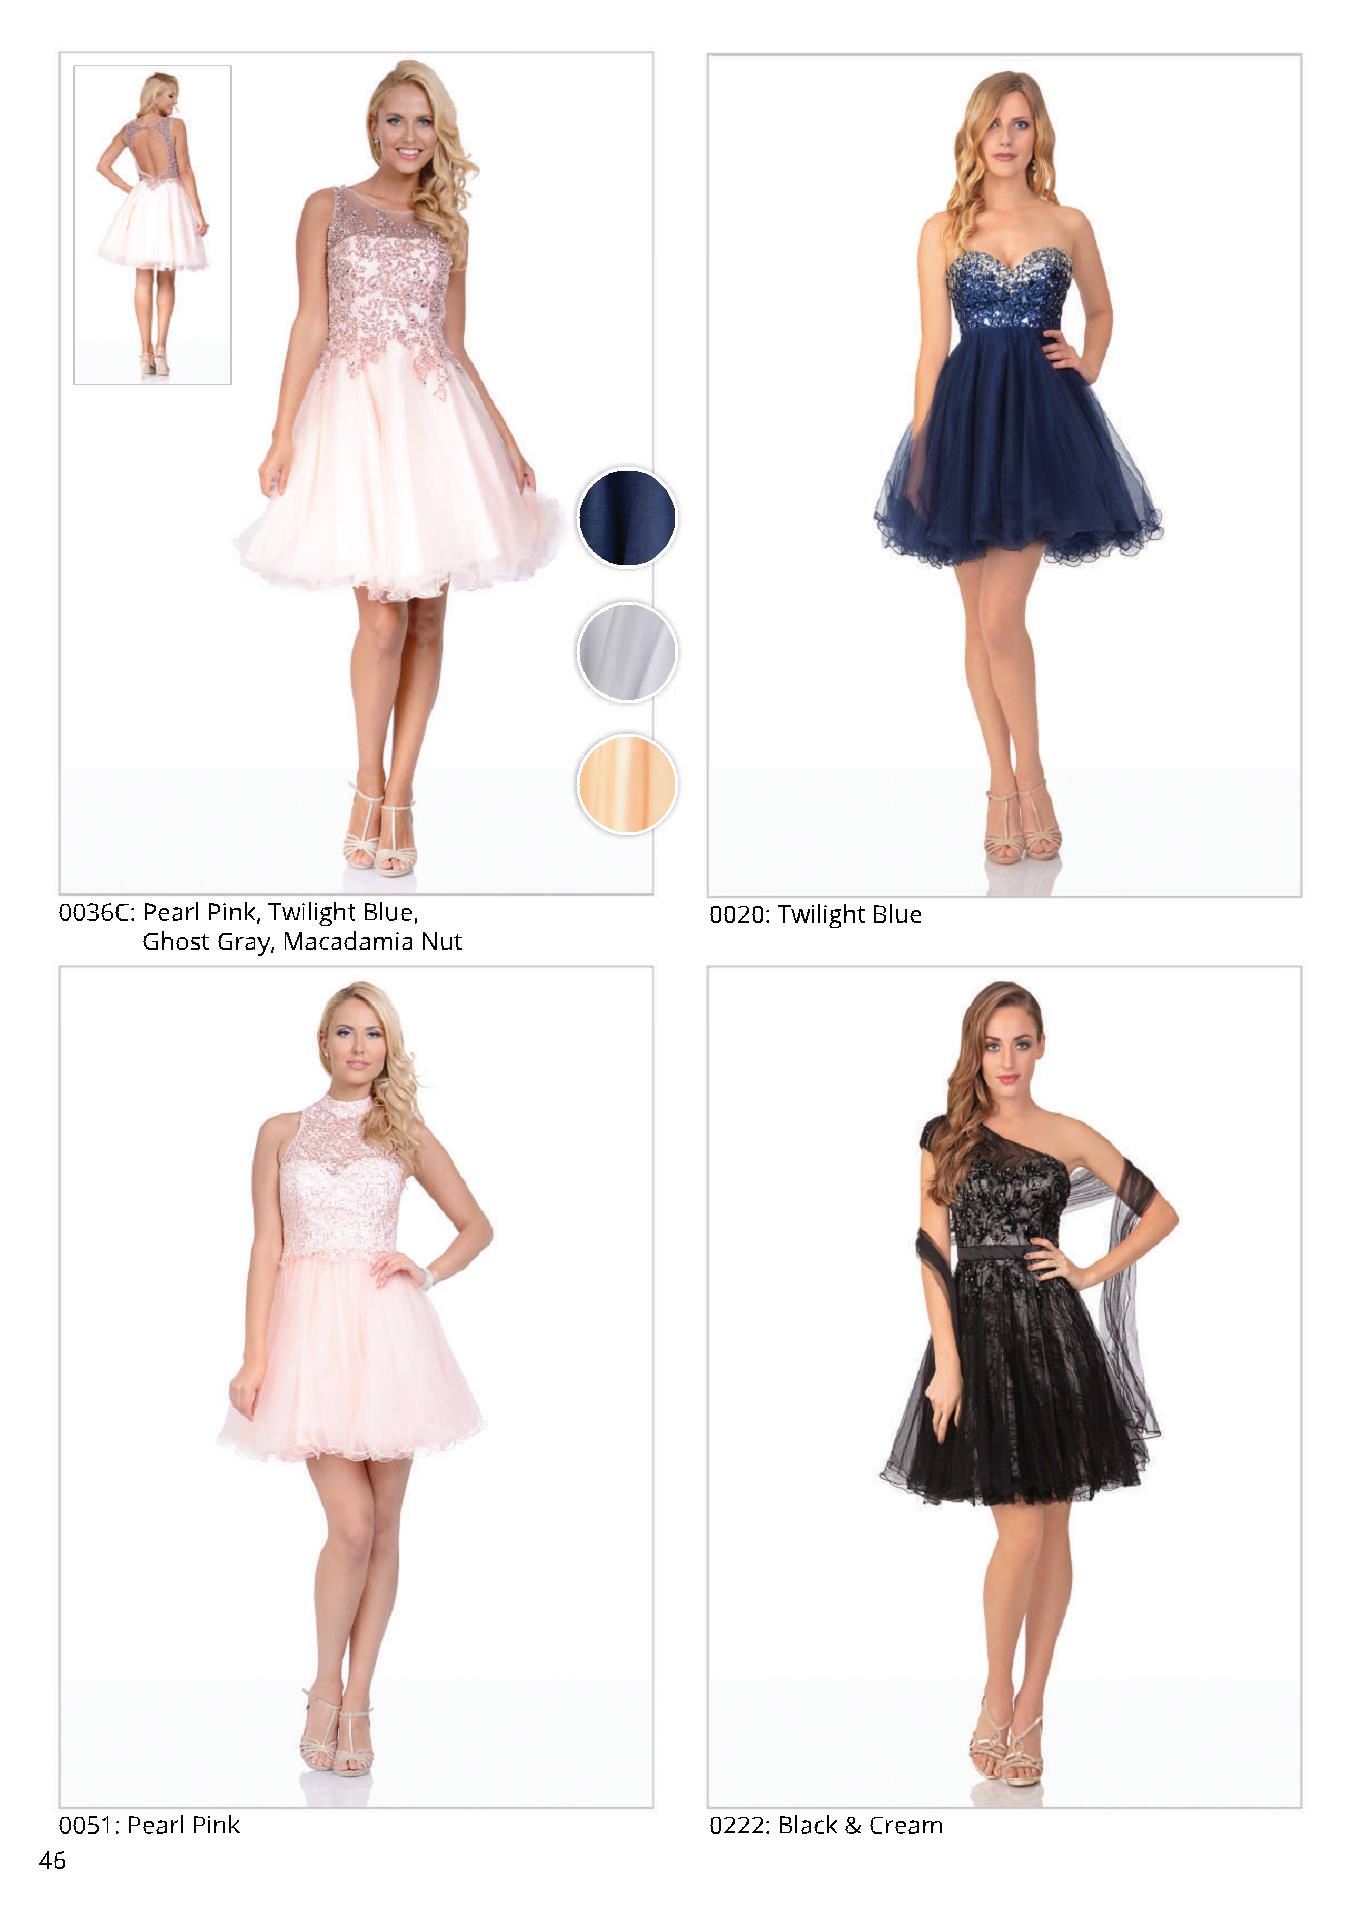 0036C: Pearl Pink, Twilight Blue,
Ghost Gray, Macadamia Nut
0020: Twilight Blue
0051: Pearl Pink
0222: Black & Cream
46